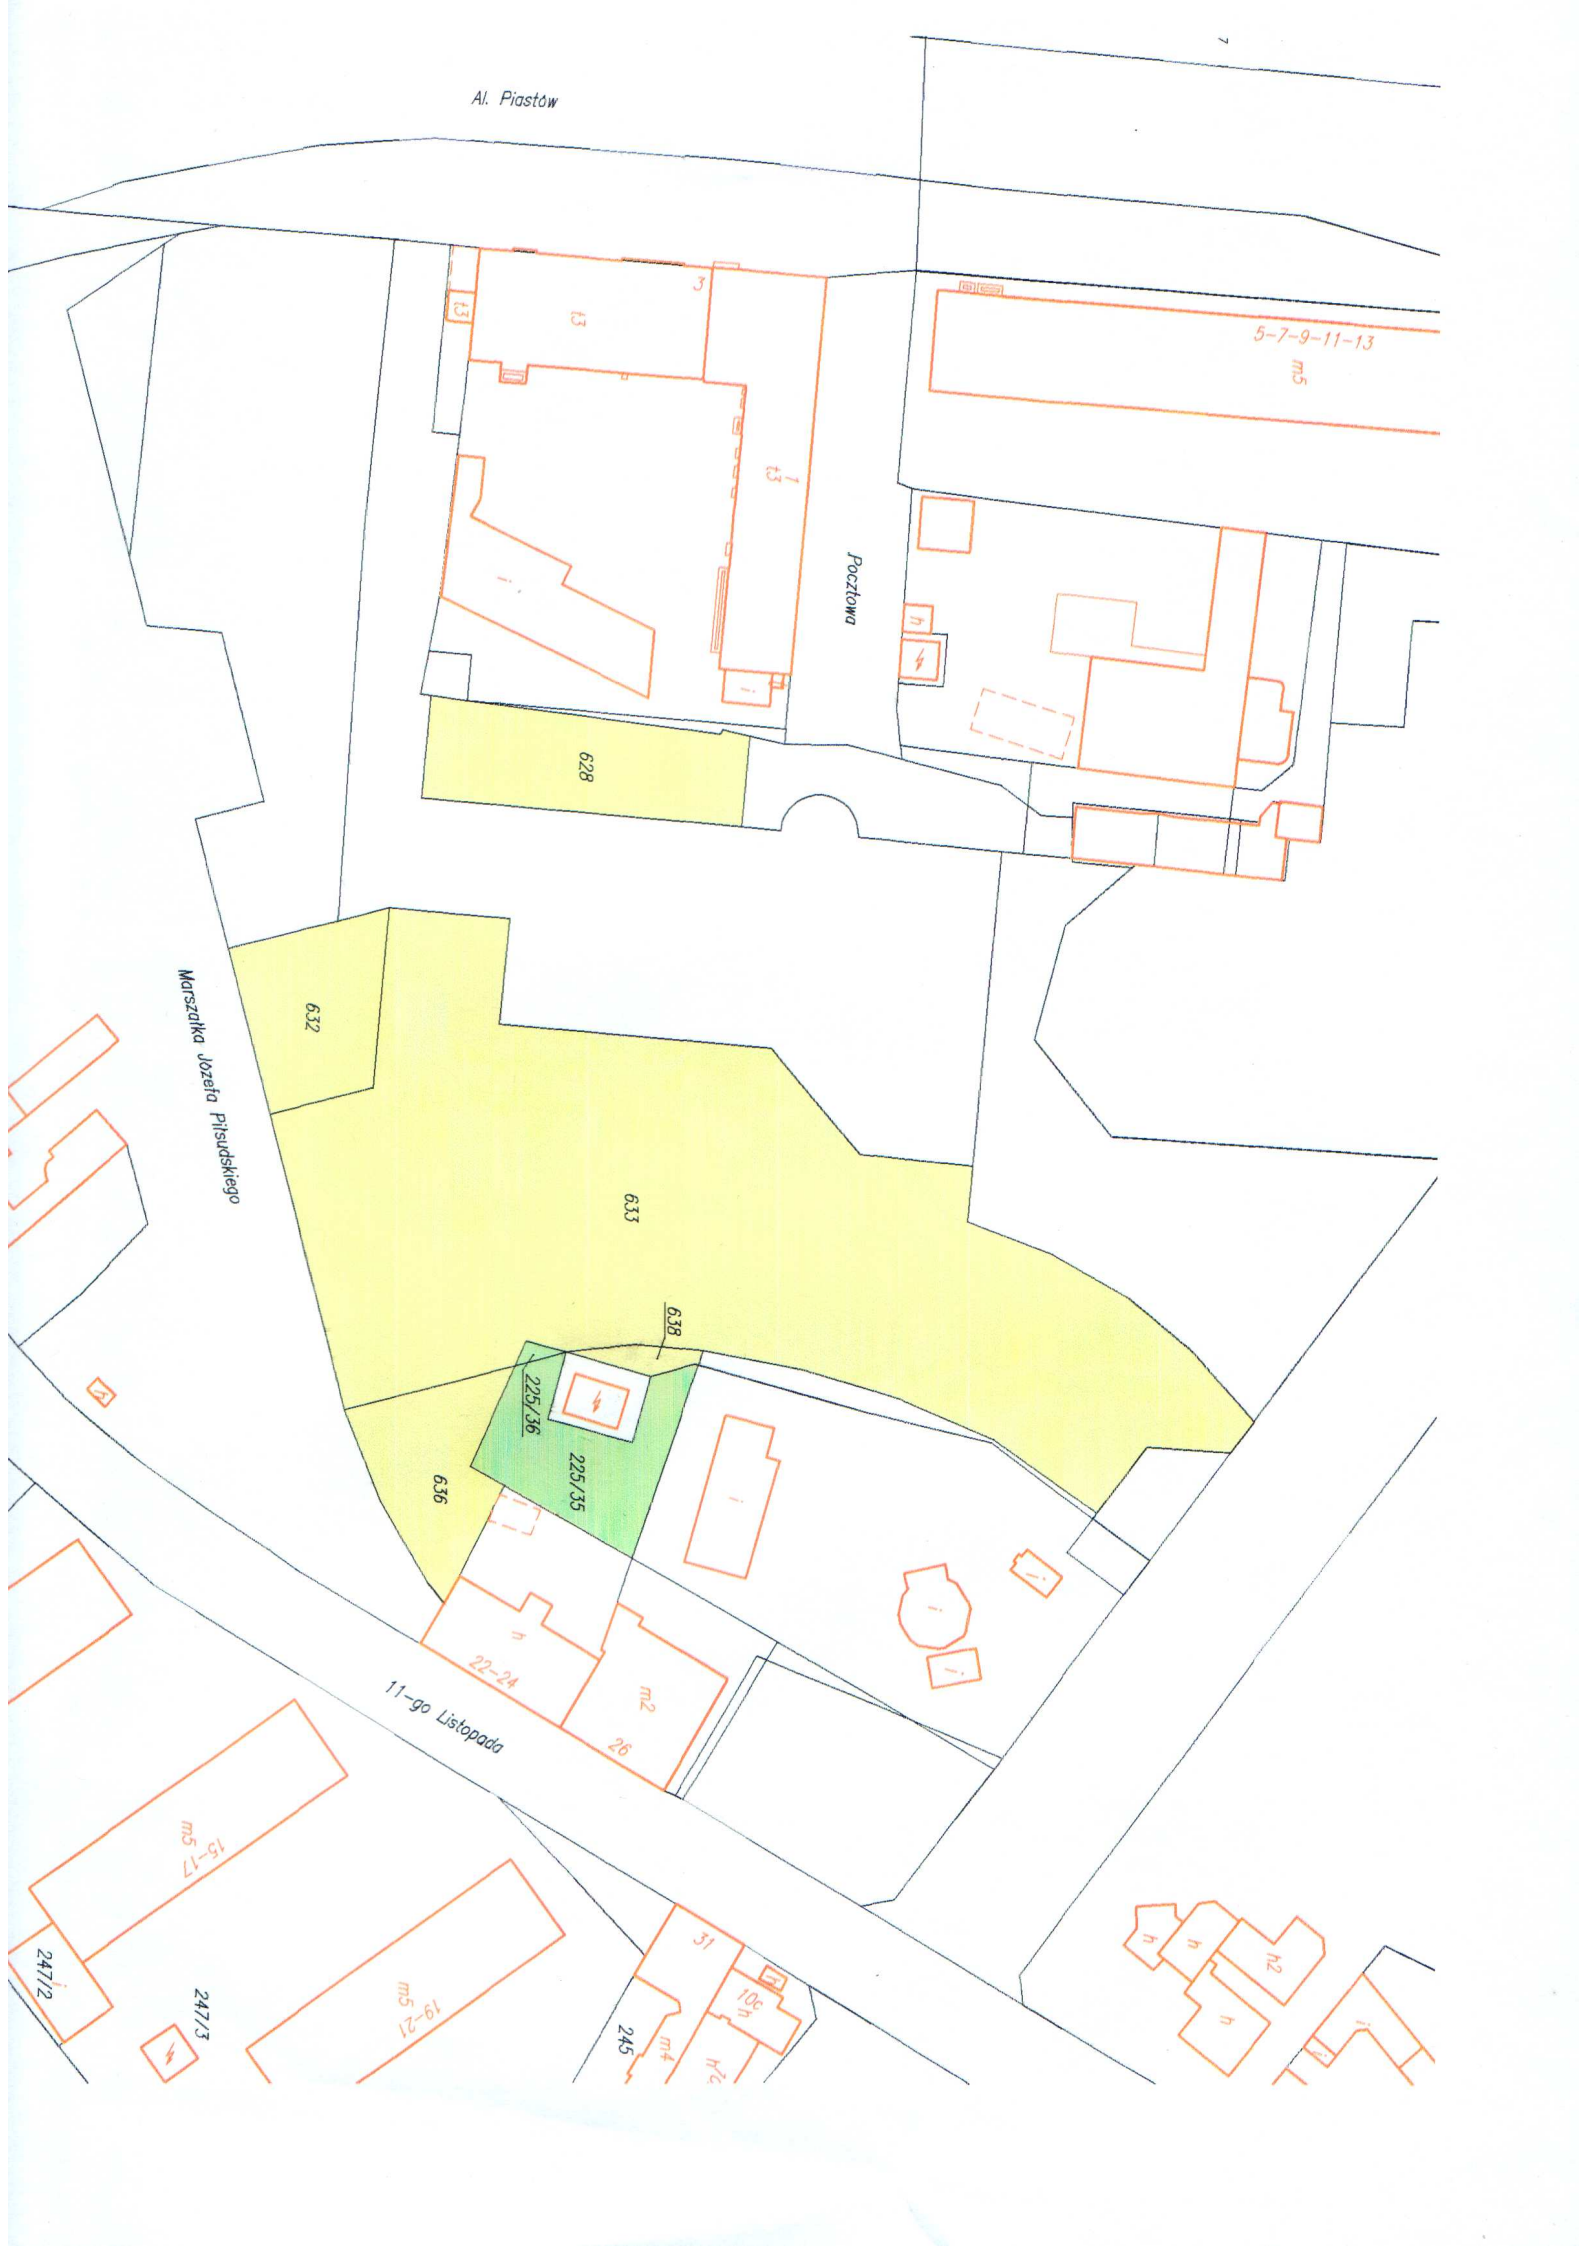 7
Al. Piastów
3
t3
t3
5-7-9-11-13
m5
1
t3
Pocztowa
h
i
i
628
632
Marszałka Józefa Piłsudskiego
633
638
225/36
225/35
636
h
i
i
i
i
h
22-24
m2
26
11-go Listopada
15-17
m5
19-21
m5
247/2
i
247/3
31
h
10c
h
m4
245
h
h
h2
h
i
i